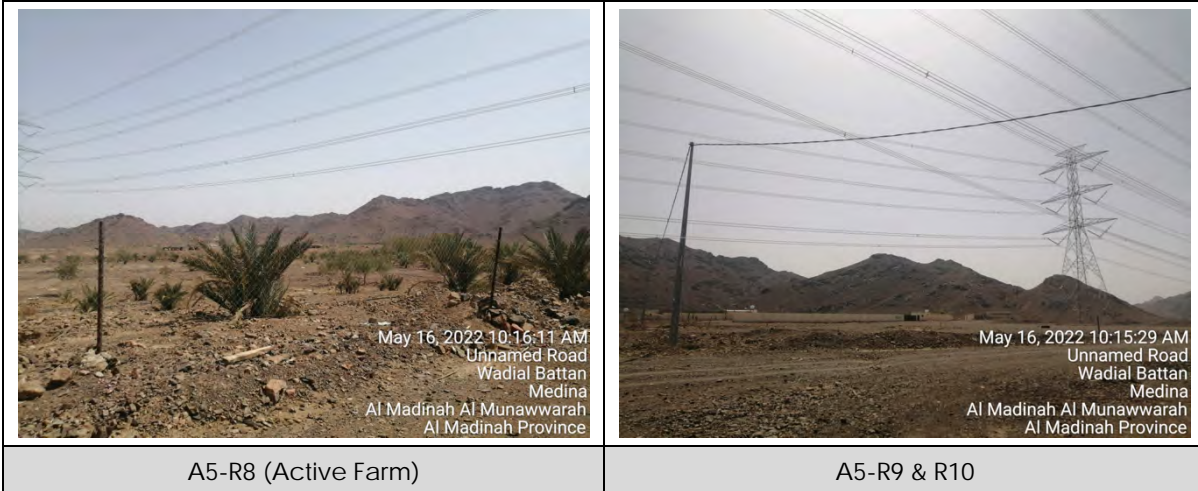 May 16, 2022 10:16:11 AM
Unnamed Road
Wadial Battan
Medina
Al Madinah Al Munawwarah
Al Madinah Province
May 16, 2022 10:15:29 AM
Unnamed Road
Wadial Battan
Medina
Al Madinah Al Munawwarah
Al Madinah Province
A5-R8 (Active Farm)
A5-R9 & R10